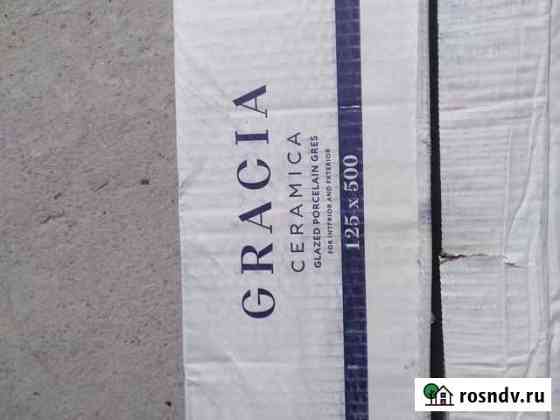 GRACIA
CERAMICA
GLAZED PORCELAIN GRES
FOR INTERIOR AND EXTERIOR
125 x 500
rosndv.ru